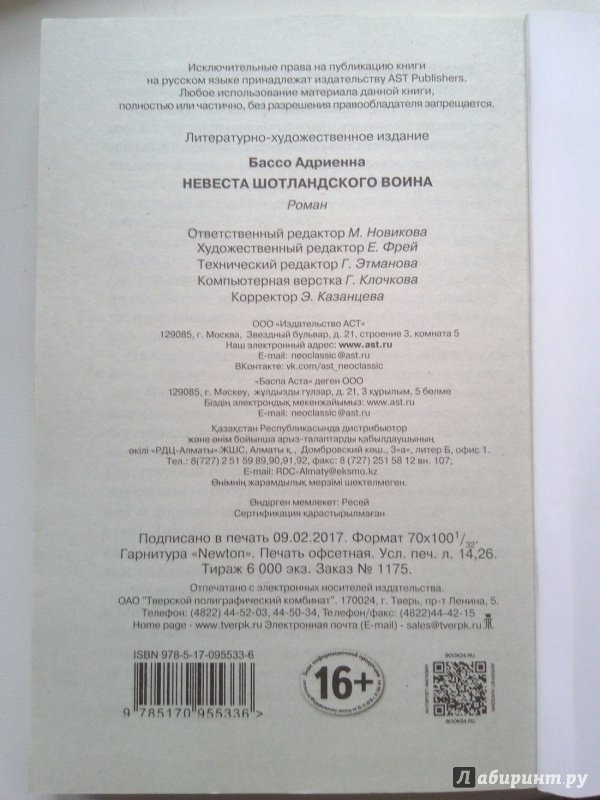 Исключительные права на публикацию книги
на русском языке принадлежат издательству AST Publishers.
Любое использование материала данной книги,
полностью или частично, без разрешения правообладателя запрещается.
Литературно-художественное издание
Бассо Адриенна
НЕВЕСТА ШОТЛАНДСКОГО ВОИНА
Роман
Ответственный редактор М. Новикова
Художественный редактор Е. Фрей
Технический редактор Г. Этманова
Компьютерная верстка Г. Клочкова
Корректор Э. Казанцева
ООО «Издательство АСТ»
129085, г. Москва, Звездный бульвар, д. 21, строение 3, комната 5
Наш электронный адрес: www.ast.ru
E-mail: neoclassic@ast.ru
ВКонтакте: vk.com/ast_neoclassic
«Баспа Аста» деген ООО
129085, г. Мәскеу, жұлдызды гүлзар, д. 21, 3 құрылым, 5 бөлме
Біздің электрондық мекенжайымыз: www.ast.ru
E-mail: neoclassic@ast.ru
Қазақстан Республикасында дистрибьютор
және өнім бойынша арыз-талаптарды қабылдаушының
өкілі «РДЦ-Алматы» ЖШС, Алматы қ., Домбровский көш., 3«а», литер Б, офис 1.
Тел.: 8(727) 2 51 59 89,90,91,92, факс: 8 (727) 251 58 12 вн. 107;
E-mail: RDC-Almaty@eksmo.kz
Өнімнің жарамдылық мерзімі шектелмеген.
Өндірген мемлекет: Ресей
Сертификация қарастырылмаған
Подписано в печать 09.02.2017. Формат 70x100 1/32.
Гарнитура «Newton». Печать офсетная. Усл. печ. л. 14,26.
Тираж 6 000 экз. Заказ № 1175.
Отпечатано с электронных носителей издательства.
ОАО "Тверской полиграфический комбинат". 170024, г. Тверь, пр-т Ленина, 5.
Телефон: (4822) 44-52-03, 44-50-34, Телефон/факс: (4822)44-42-15
Home page - www.tverpk.ru Электронная почта (E-mail) - sales@tverpk.ru
ISBN 978-5-17-095533-6
9 785170 955336 >
Знак информационной продукции
16+
BOOK24.RU
ИНТЕРНЕТ-МАГАЗИН
BOOK24.RU
Лабиринт.ру